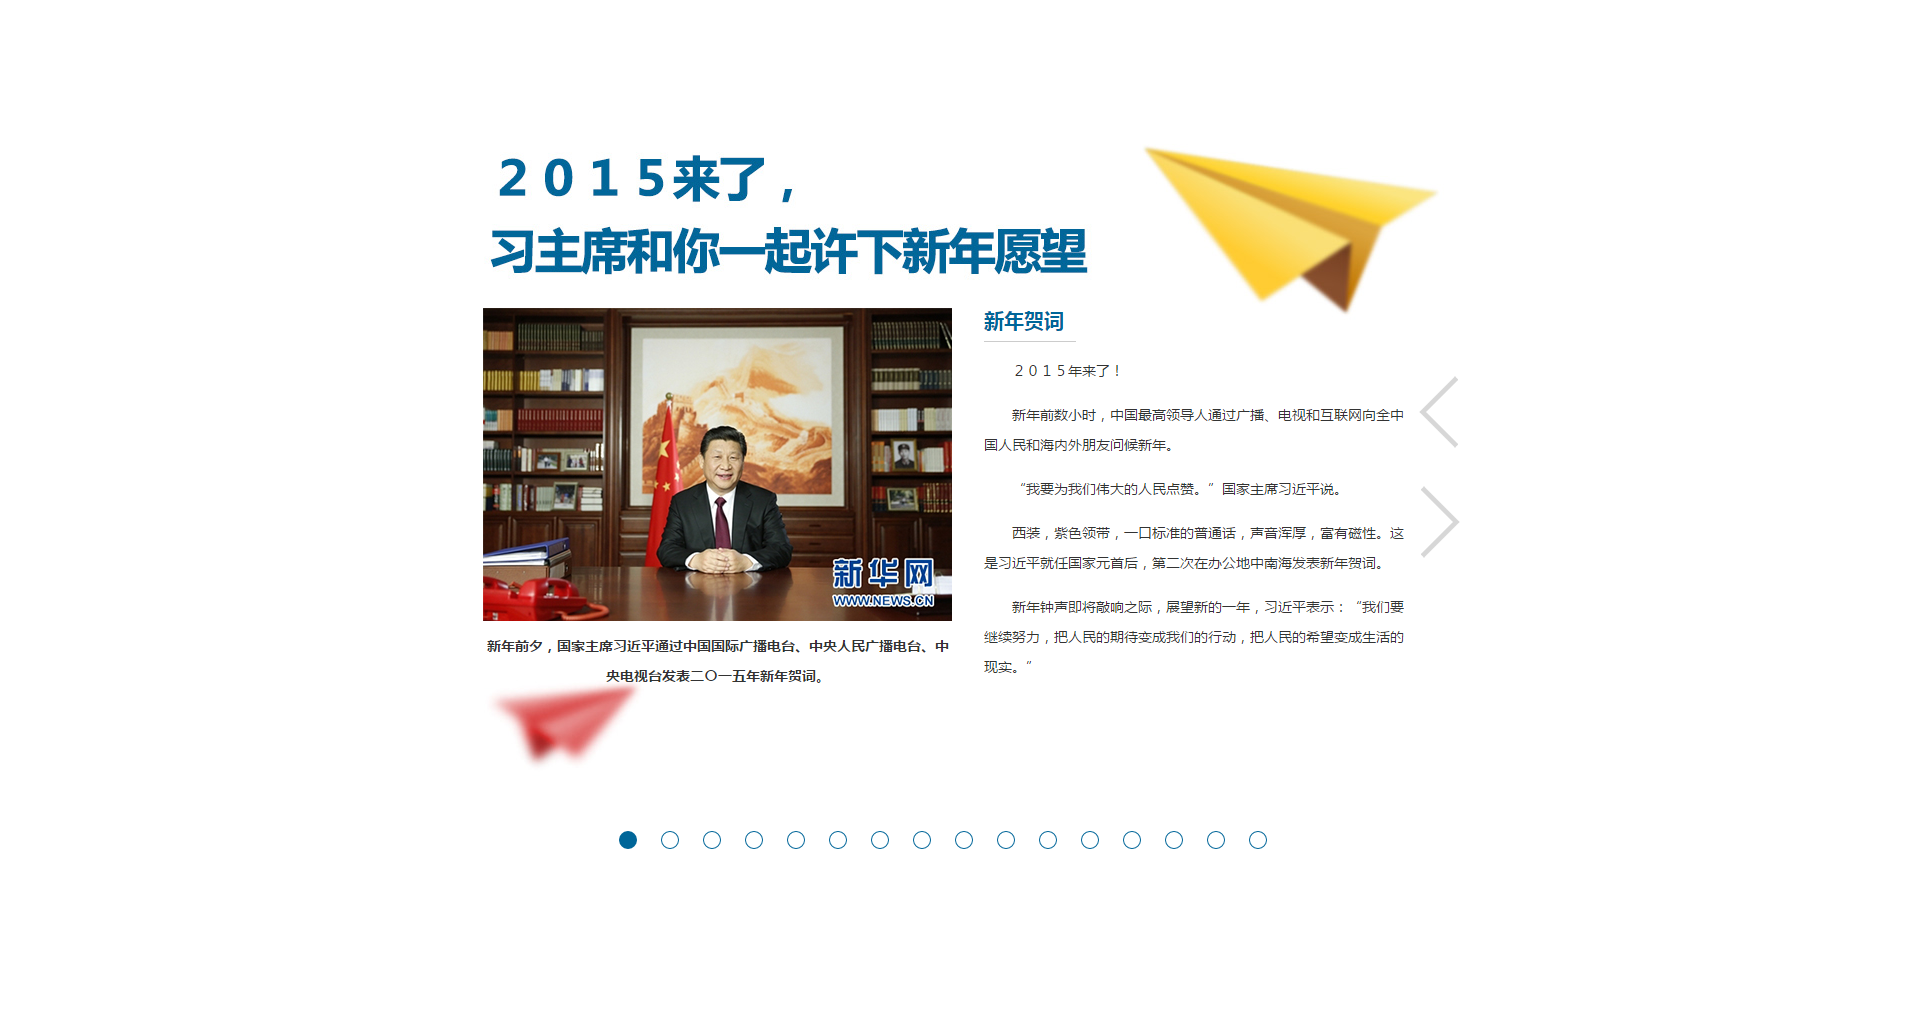 ２０１５来了，
习主席和你一起许下新年愿望
新华网
WWW.NEWS.CN
新年前夕，国家主席习近平通过中国国际广播电台、中央人民广播电台、中
央电视台发表二〇一五年新年贺词。
新年贺词
２０１５年来了！
新年前数小时，中国最高领导人通过广播、电视和互联网向全中
国人民和海内外朋友问候新年。
“我要为我们伟大的人民点赞。”国家主席习近平说。
西装，紫色领带，一口标准的普通话，声音浑厚，富有磁性。这
是习近平就任国家元首后，第二次在办公地中南海发表新年贺词。
新年钟声即将敲响之际，展望新的一年，习近平表示：“我们要
继续努力，把人民的期待变成我们的行动，把人民的希望变成生活的
现实。”